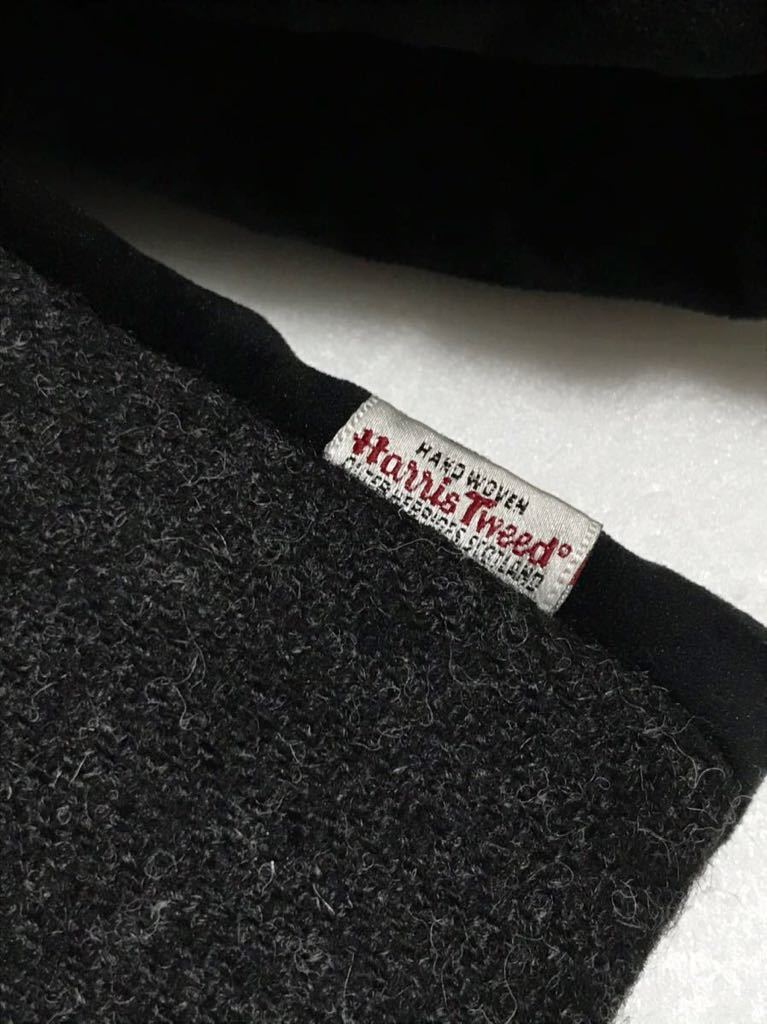 HAND WOVEN
Harris Tweed®
OUTER HEBRIDES SCOTLAND